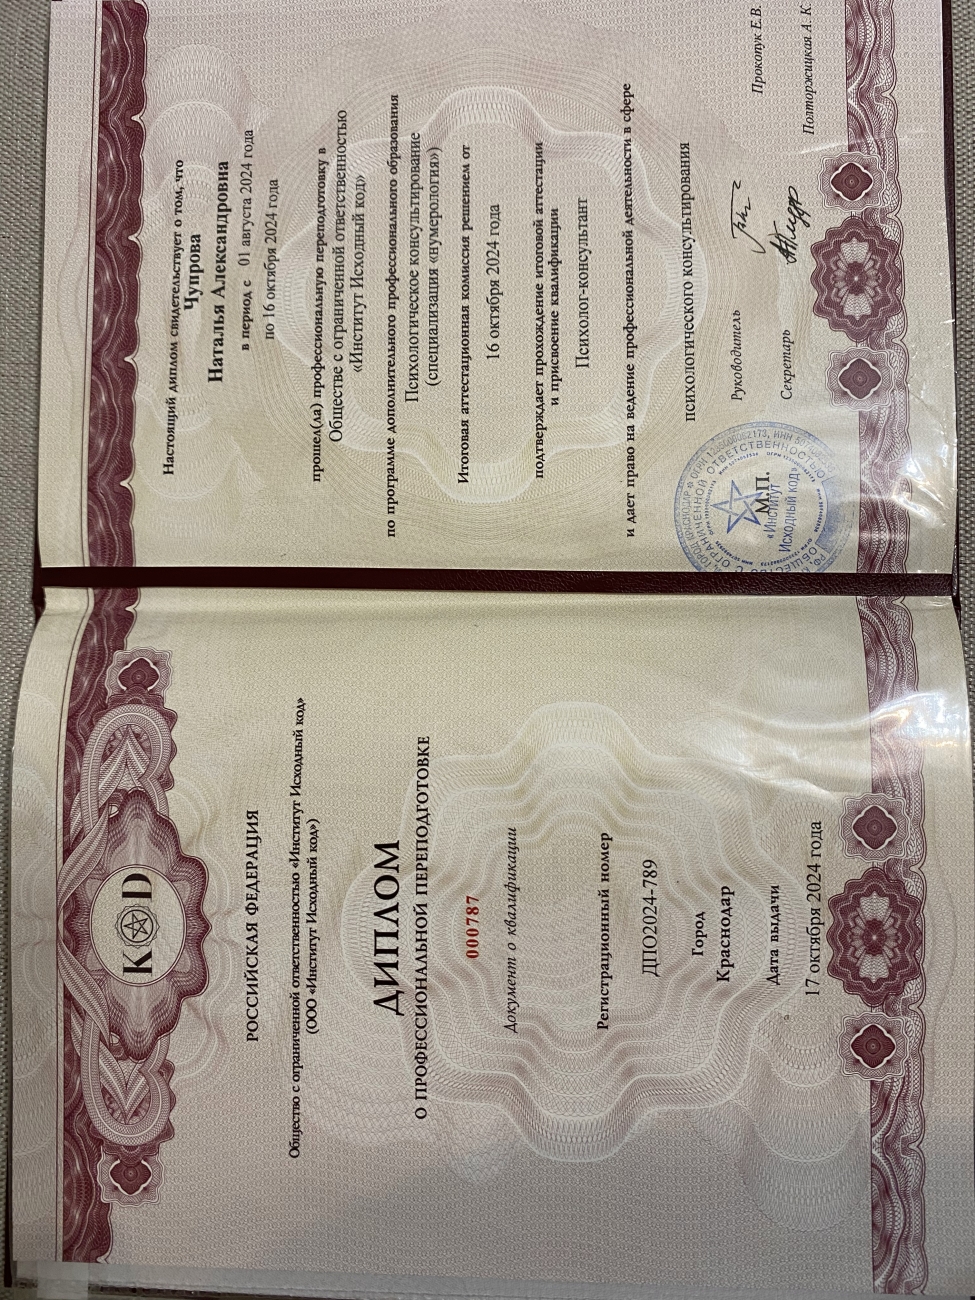 K D
РОССИЙСКАЯ ФЕДЕРАЦИЯ
Общество с ограниченной ответственностью «Институт Исходный код»
(ООО «Институт Исходный код»)
ДИПЛОМ
О ПРОФЕССИОНАЛЬНОЙ ПЕРЕПОДГОТОВКЕ
000787
Документ о квалификации
Регистрационный номер
ДПО2024-789
Город
Краснодар
Дата выдачи
17 октября 2024 года
Настоящий диплом свидетельствует о том, что
Чупрова
Наталья Александровна
в период с 01 августа 2024 года
по 16 октября 2024 года
прошел(ла) профессиональную переподготовку в
Обществе с ограниченной ответственностью
«Институт Исходный код»
по программе дополнительного профессионального образования
Психологическое консультирование
(специализация «нумерология»)
Итоговая аттестационная комиссия решением от
16 октября 2024 года
подтверждает прохождение итоговой аттестации
и присвоение квалификации
Психолог-консультант
и дает право на ведение профессиональной деятельности в сфере
психологического консультирования
Руководитель Прокопук Е.В.
Секретарь Полторжицкая А. К
М.П.
«Институт
Исходный код»